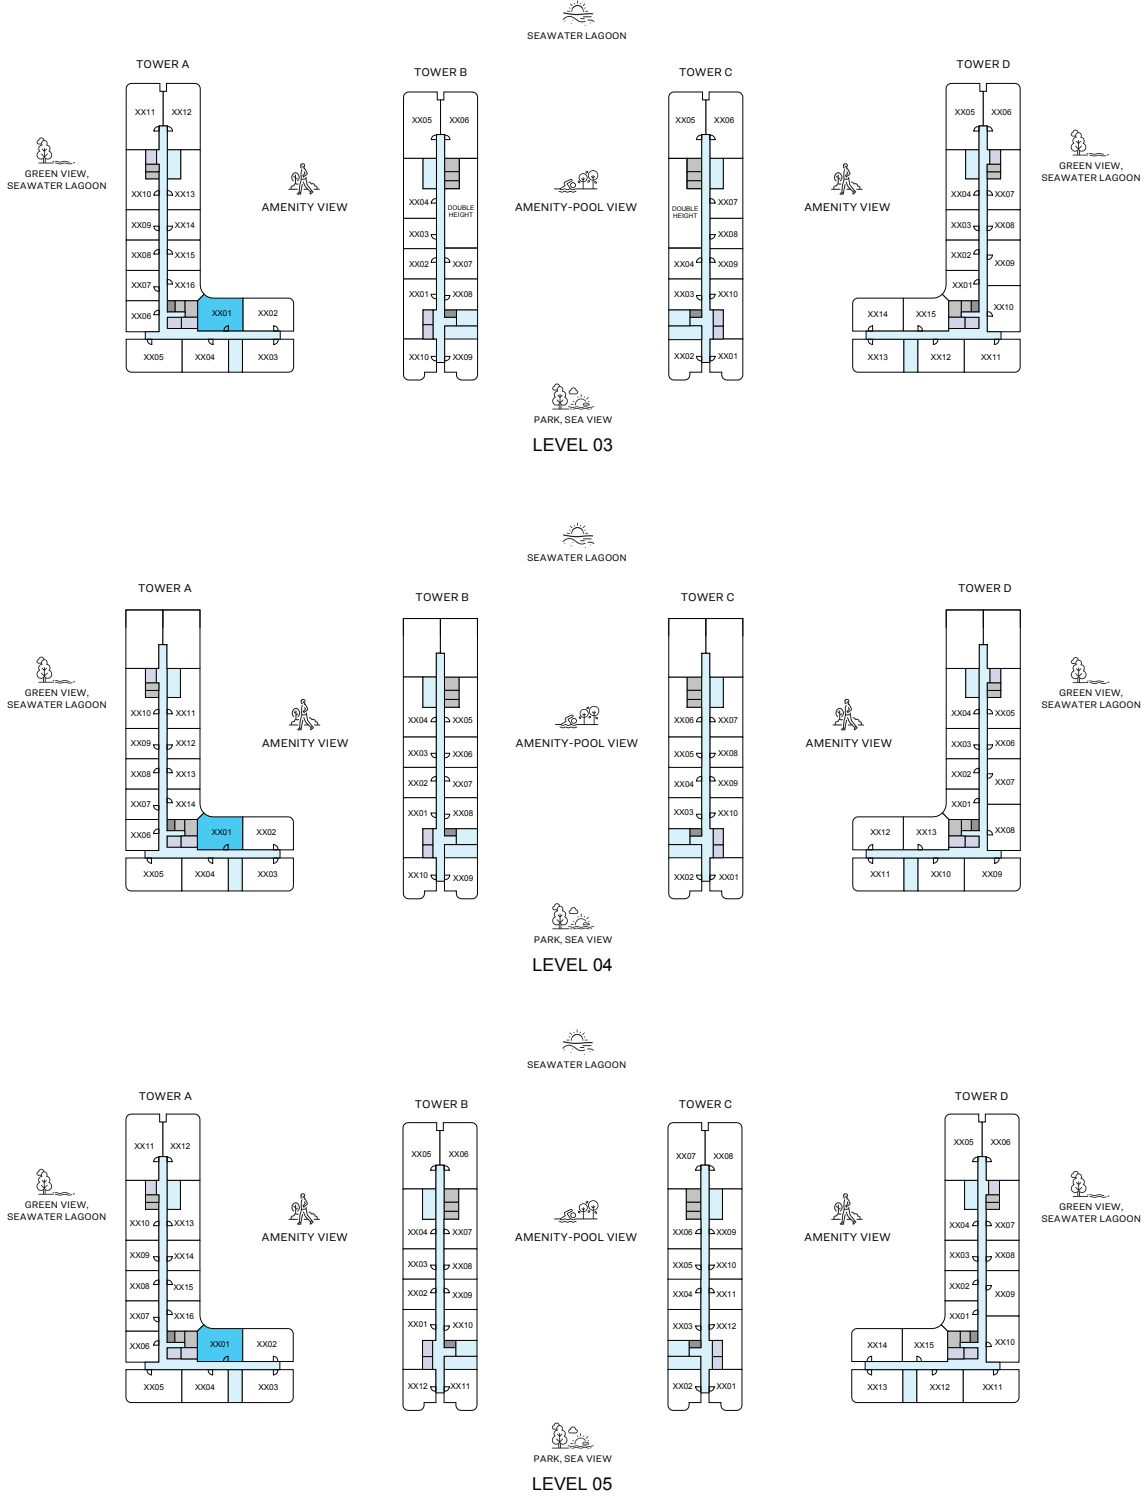 SEAWATER LAGOON
TOWER A
TOWER B
TOWER C
TOWER D
XX11 XX12
XX05 XX06
XX05 XX06
XX05 XX06
GREEN VIEW,
SEAWATER LAGOON
AMENITY VIEW
AMENITY-POOL VIEW
AMENITY VIEW
GREEN VIEW,
SEAWATER LAGOON
XX10 XX13
XX09 XX14
XX08 XX15
XX07 XX16
XX06 XX01 XX02
XX05 XX04 XX03
XX04 DOUBLE
HEIGHT
XX03
XX02 XX07
XX01 XX08
XX10 XX09
DOUBLE
HEIGHT
XX07
XX08
XX04 XX09
XX03 XX10
XX02 XX01
XX04 XX07
XX03 XX08
XX02 XX09
XX01
XX14 XX15 XX10
XX13 XX12 XX11
PARK, SEA VIEW
LEVEL 03
SEAWATER LAGOON
TOWER A
TOWER B
TOWER C
TOWER D
GREEN VIEW,
SEAWATER LAGOON
AMENITY VIEW
AMENITY-POOL VIEW
AMENITY VIEW
GREEN VIEW,
SEAWATER LAGOON
XX10 XX11
XX09 XX12
XX08 XX13
XX07 XX14
XX06 XX01 XX02
XX05 XX04 XX03
XX04 XX05
XX03 XX06
XX02 XX07
XX01 XX08
XX10 XX09
XX06 XX07
XX05 XX08
XX04 XX09
XX03 XX10
XX02 XX01
XX04 XX05
XX03 XX06
XX02 XX07
XX01
XX12 XX13 XX08
XX11 XX10 XX09
PARK, SEA VIEW
LEVEL 04
SEAWATER LAGOON
TOWER A
TOWER B
TOWER C
TOWER D
XX11 XX12
XX05 XX06
XX07 XX08
XX05 XX06
GREEN VIEW,
SEAWATER LAGOON
AMENITY VIEW
AMENITY-POOL VIEW
AMENITY VIEW
GREEN VIEW,
SEAWATER LAGOON
XX10 XX13
XX09 XX14
XX08 XX15
XX07 XX16
XX06 XX01 XX02
XX05 XX04 XX03
XX04 XX07
XX03 XX08
XX02 XX09
XX01 XX10
XX12 XX11
XX06 XX09
XX05 XX10
XX04 XX11
XX03 XX12
XX02 XX01
XX04 XX07
XX03 XX08
XX02 XX09
XX01
XX14 XX15 XX10
XX13 XX12 XX11
PARK, SEA VIEW
LEVEL 05